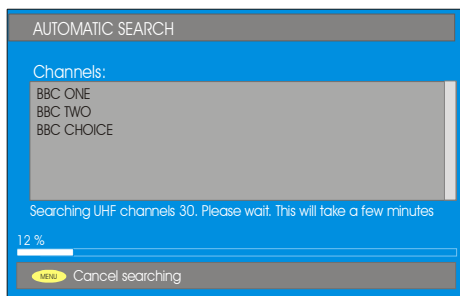 AUTOMATIC SEARCH
Channels:
BBC ONE
BBC TWO
BBC CHOICE
Searching UHF channels 30. Please wait. This will take a few minutes
12 %
MENU Cancel searching